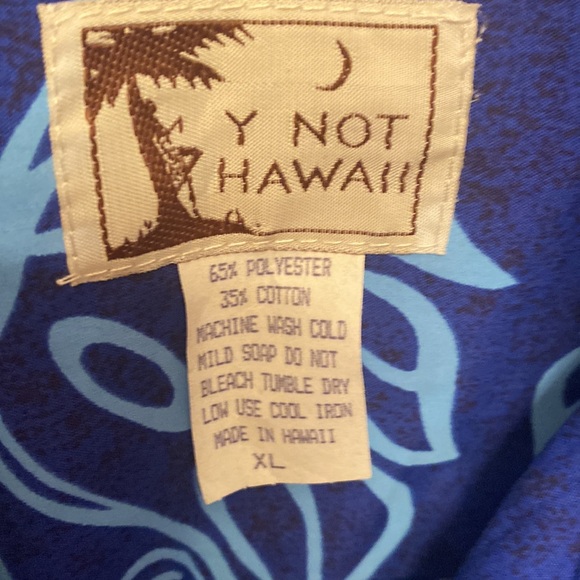 Y NOT
HAWAII
65% POLYESTER
35% COTTON
MACHINE WASH COLD
MILD SOAP DO NOT
BLEACH TUMBLE DRY
LOW USE COOL IRON
MADE IN HAWAII
XL